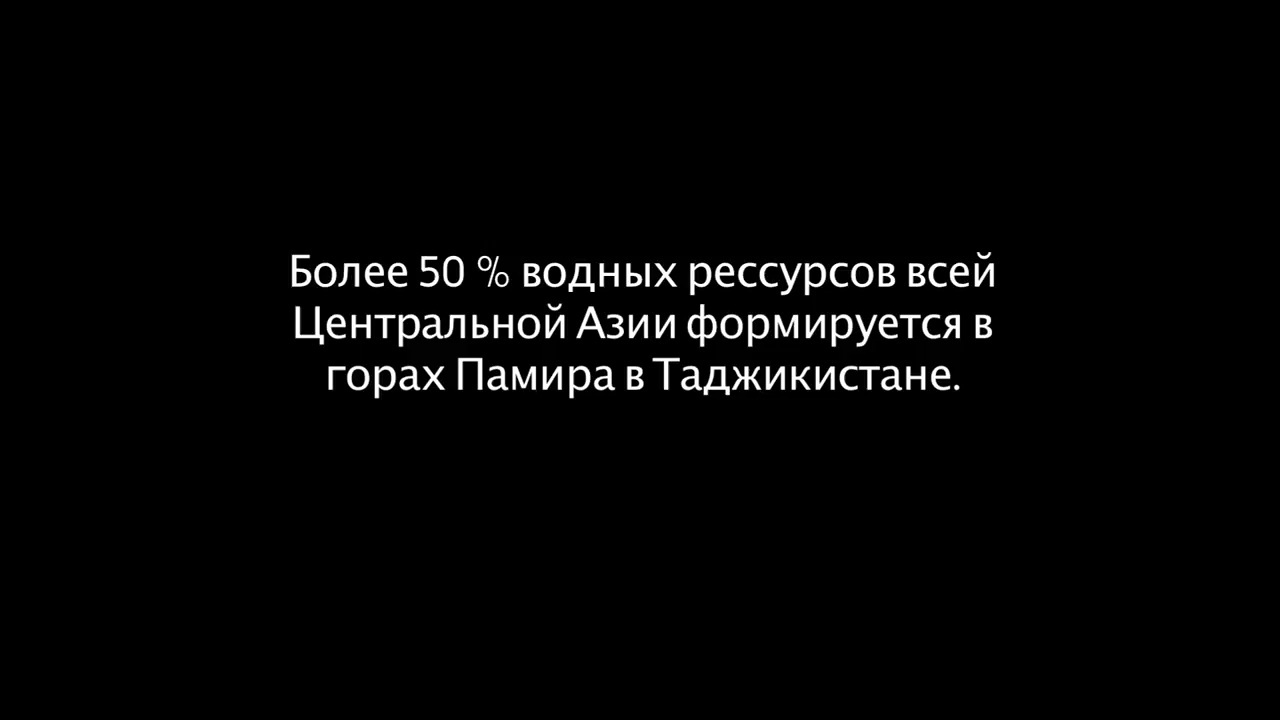 Более 50 % водных рессурсов всей
Центральной Азии формируется в
горах Памира в Таджикистане.